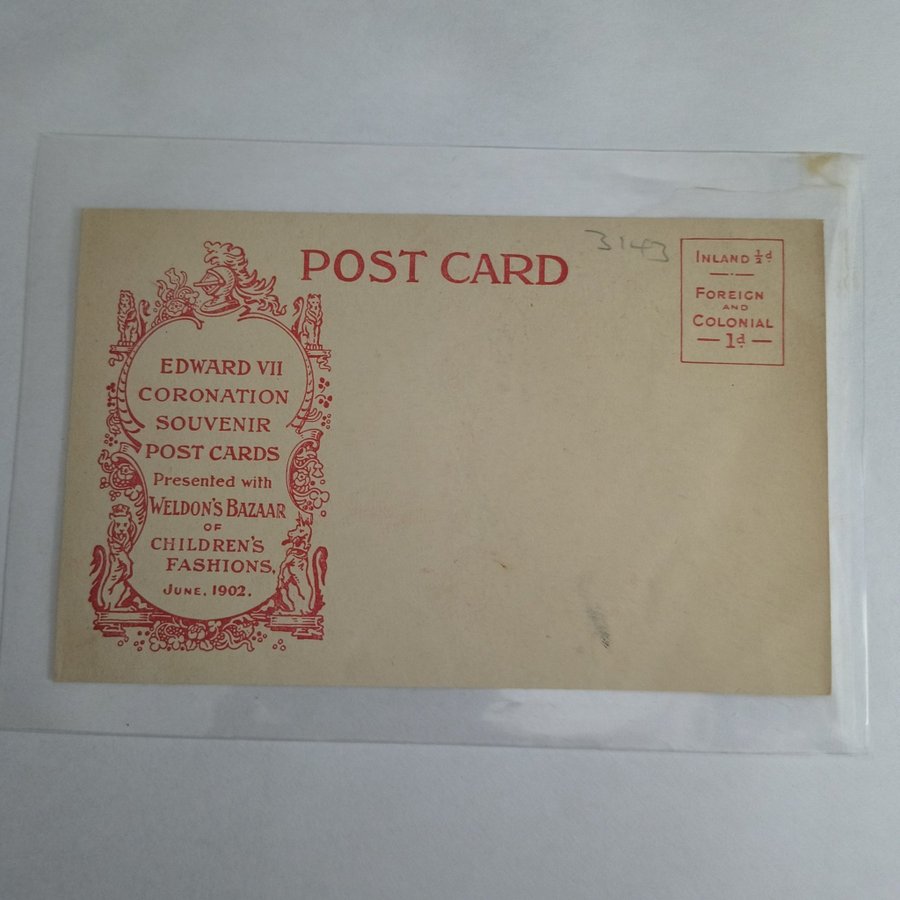 POST CARD
3143
INLAND ½d.
FOREIGN
AND
COLONIAL
— 1d. —
EDWARD VII
CORONATION
SOUVENIR
POST CARDS
Presented with
WELDON'S BAZAAR
OF
CHILDREN'S
FASHIONS,
JUNE, 1902.